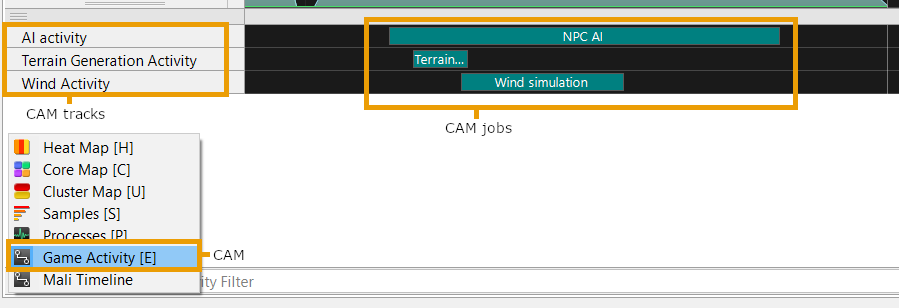 AI activity
NPC AI
Terrain Generation Activity
Terrain...
Wind Activity
Wind simulation
CAM tracks
CAM jobs
Heat Map [H]
Core Map [C]
Cluster Map [U]
Samples [S]
Processes [P]
Game Activity [E]
CAM
Mali Timeline
ity Filter